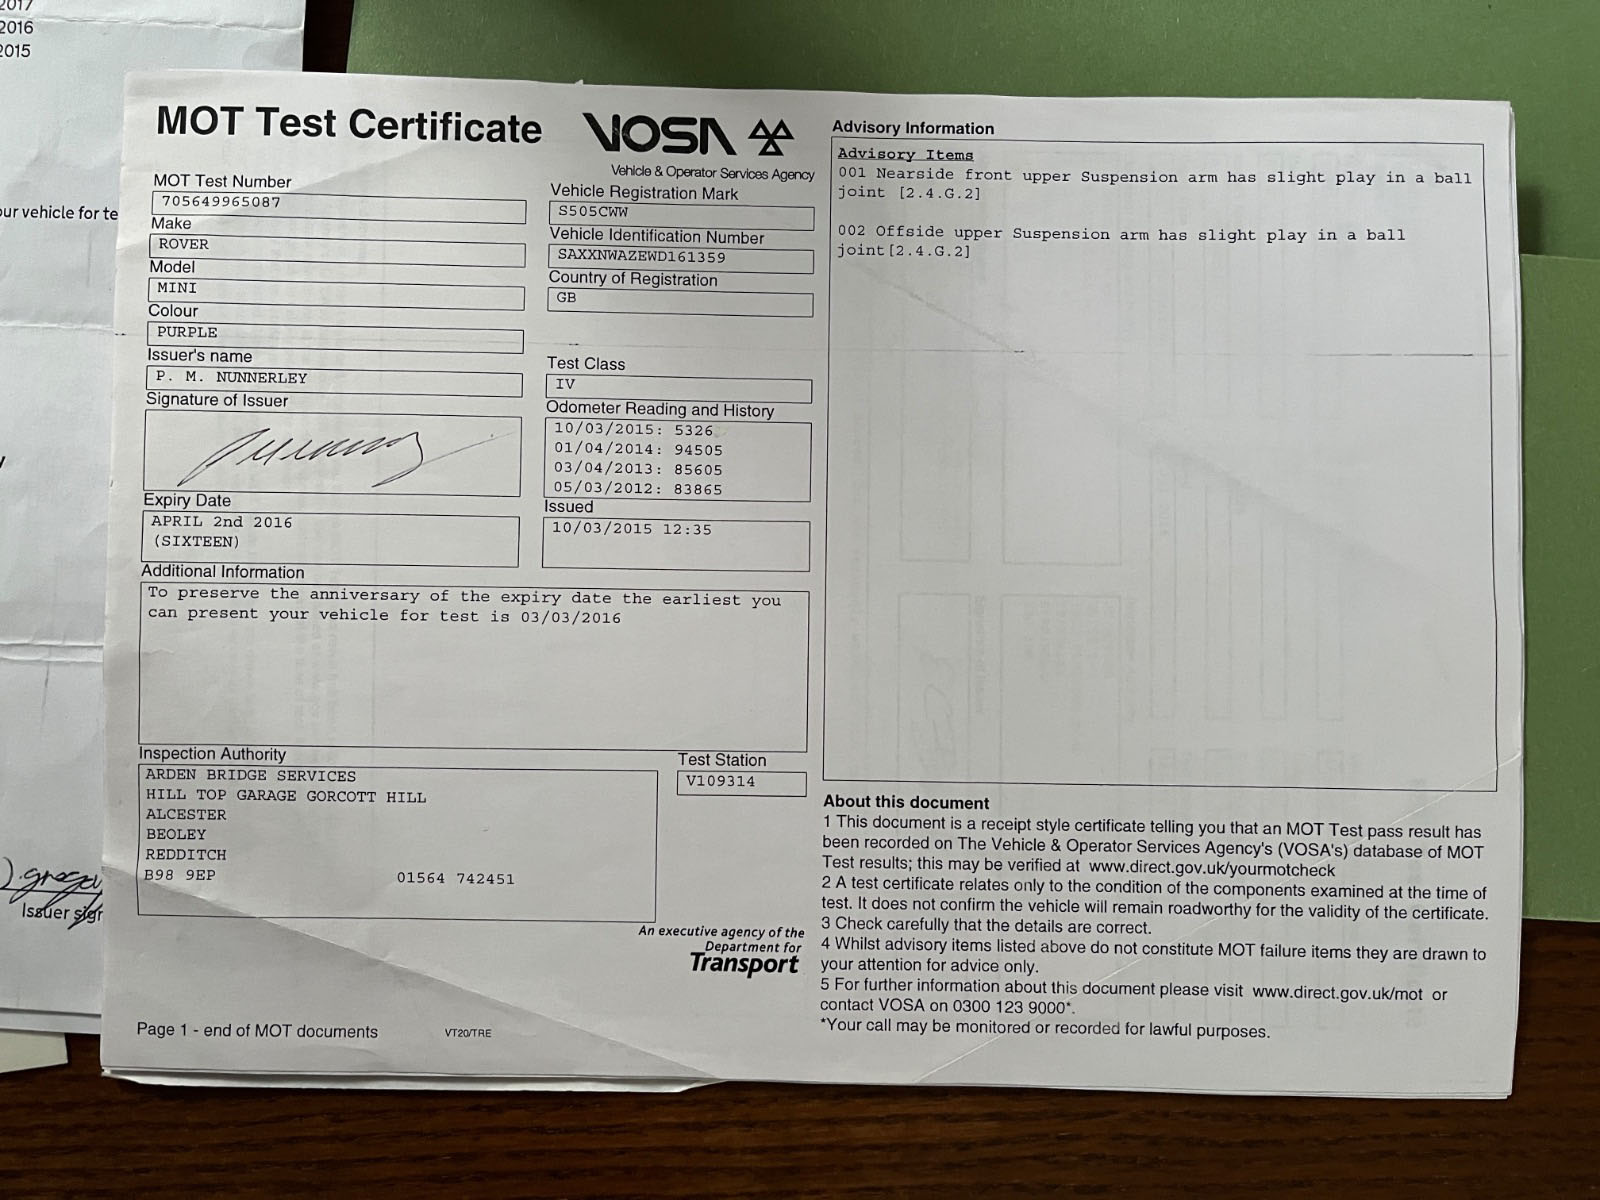 2017
2016
2015
our vehicle for te
Issuer sigr
MOT Test Certificate
VOSA
Vehicle & Operator Services Agency
MOT Test Number
705649965087
Make
ROVER
Model
MINI
Colour
PURPLE
Issuer's name
P. M. NUNNERLEY
Signature of Issuer
Expiry Date
APRIL 2nd 2016
(SIXTEEN)
Vehicle Registration Mark
S505CWW
Vehicle Identification Number
SAXXNWAZEWD161359
Country of Registration
GB
Test Class
IV
Odometer Reading and History
10/03/2015: 5326
01/04/2014: 94505
03/04/2013: 85605
05/03/2012: 83865
Issued
10/03/2015 12:35
Additional Information
To preserve the anniversary of the expiry date the earliest you
can present your vehicle for test is 03/03/2016
Inspection Authority
ARDEN BRIDGE SERVICES
HILL TOP GARAGE GORCOTT HILL
ALCESTER
BEOLEY
REDDITCH
B98 9EP 01564 742451
Test Station
V109314
An executive agency of the
Department for
Transport
Page 1 - end of MOT documents VT20/TRE
Advisory Information
Advisory Items
001 Nearside front upper Suspension arm has slight play in a ball
joint [2.4.G.2]
002 Offside upper Suspension arm has slight play in a ball
joint[2.4.G.2]
About this document
1 This document is a receipt style certificate telling you that an MOT Test pass result has
been recorded on The Vehicle & Operator Services Agency's (VOSA's) database of MOT
Test results; this may be verified at www.direct.gov.uk/yourmotcheck
2 A test certificate relates only to the condition of the components examined at the time of
test. It does not confirm the vehicle will remain roadworthy for the validity of the certificate.
3 Check carefully that the details are correct.
4 Whilst advisory items listed above do not constitute MOT failure items they are drawn to
your attention for advice only.
5 For further information about this document please visit www.direct.gov.uk/mot or
contact VOSA on 0300 123 9000*.
*Your call may be monitored or recorded for lawful purposes.